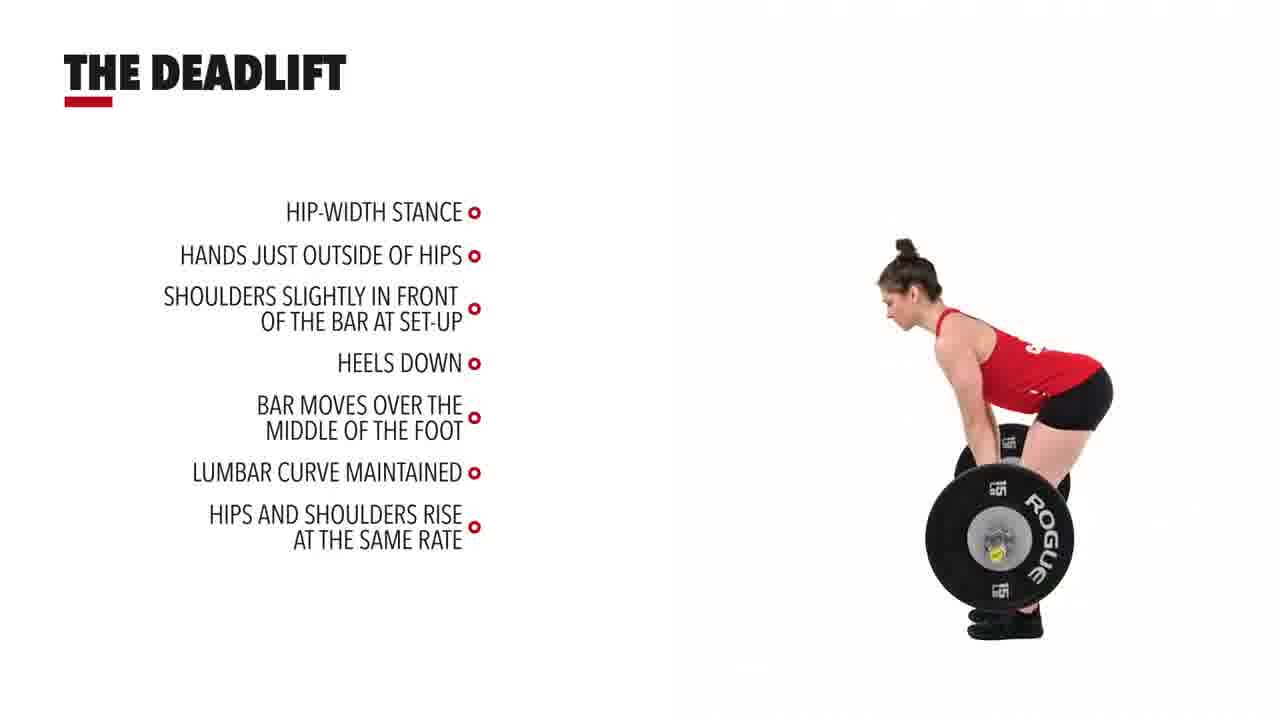 THE DEADLIFT
HIP-WIDTH STANCE
HANDS JUST OUTSIDE OF HIPS
SHOULDERS SLIGHTLY IN FRONT
OF THE BAR AT SET-UP
HEELS DOWN
BAR MOVES OVER THE
MIDDLE OF THE FOOT
LUMBAR CURVE MAINTAINED
HIPS AND SHOULDERS RISE
AT THE SAME RATE
15
15
ROGUE
15